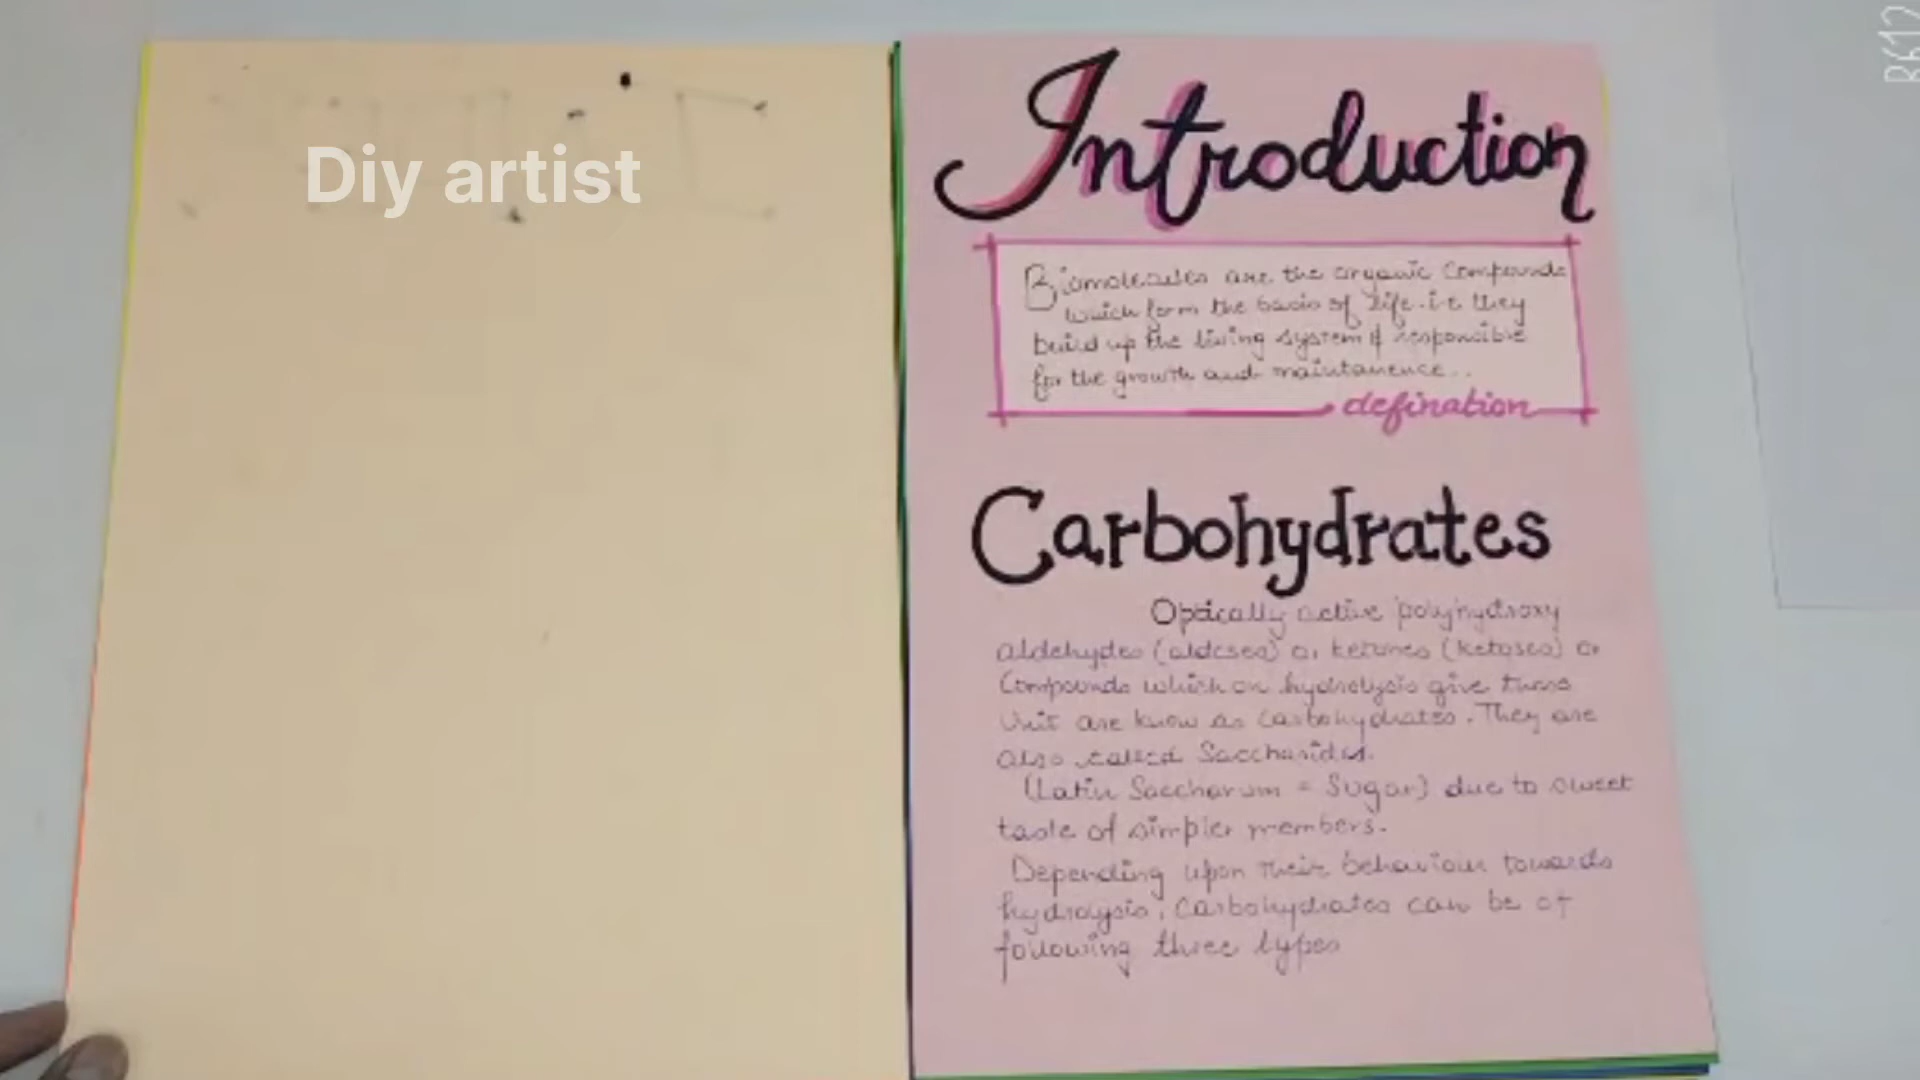 Diy artist
B612
Introduction
Biomolecules are the organic Compounds
which form the basis of life. i.e they
build up the living system & responsible
for the growth and maintanence..
defination
Carbohydrates
Optically active polyhydroxy
aldehydes (aldoses) or ketones (ketoses) or
Compounds which on hydrolysis give these
Unit are know as Carbohydrates. They are
also called Saccharides.
(Latin Saccharum = Sugar) due to sweet
taste of simpler members.
Depending upon their behaviour towards
hydrolysis, Carbohydrates can be of
following three types